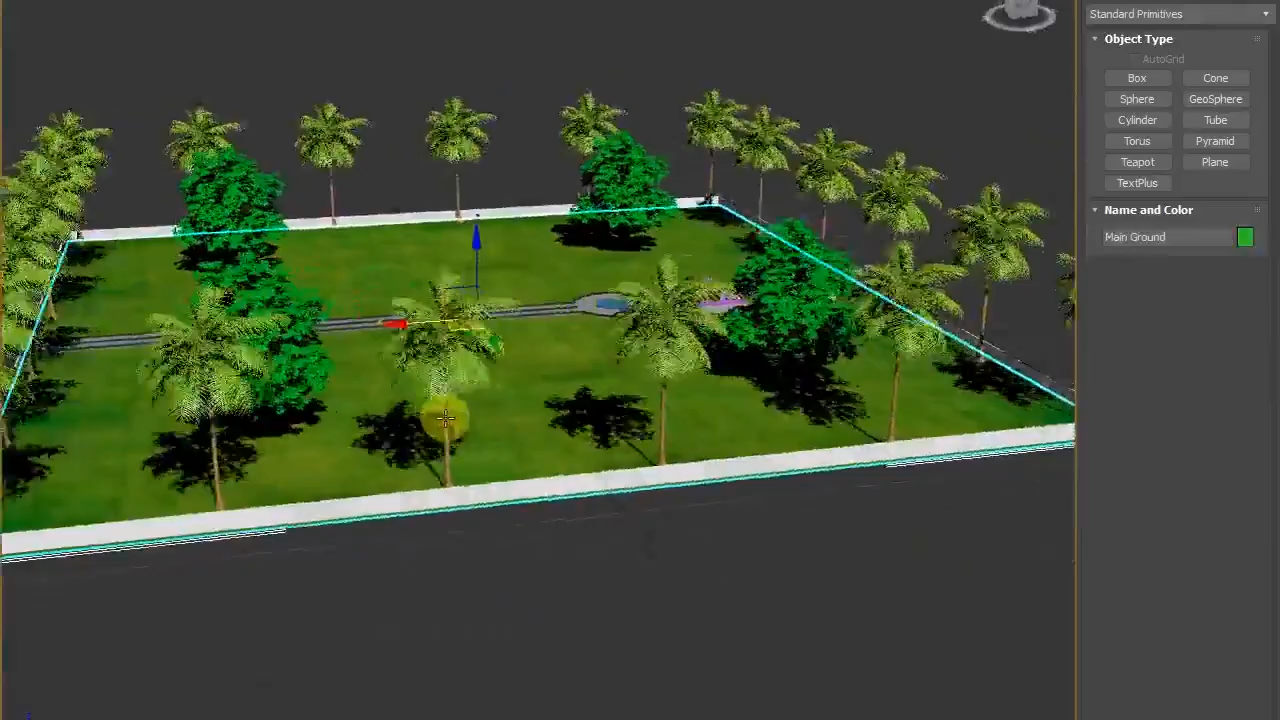 Standard Primitives
Object Type
AutoGrid
Box Cone
Sphere GeoSphere
Cylinder Tube
Torus Pyramid
Teapot Plane
TextPlus
Name and Color
Main Ground